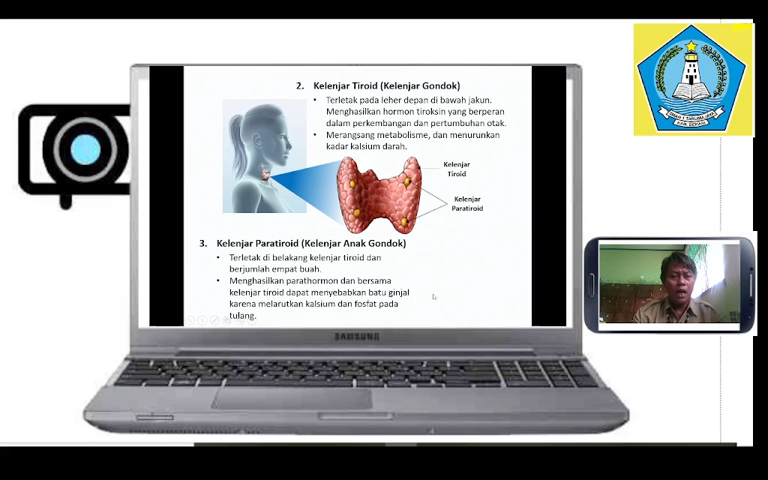 2. Kelenjar Tiroid (Kelenjar Gondok)
• Terletak pada leher depan di bawah jakun.
Menghasilkan hormon tiroksin yang berperan
dalam perkembangan dan pertumbuhan otak.
• Merangsang metabolisme, dan menurunkan
kadar kalsium darah.
Kelenjar
Tiroid
Kelenjar
Paratiroid
3. Kelenjar Paratiroid (Kelenjar Anak Gondok)
• Terletak di belakang kelenjar tiroid dan
berjumlah empat buah.
• Menghasilkan parathormon dan bersama
kelenjar tiroid dapat menyebabkan batu ginjal
karena melarutkan kalsium dan fosfat pada
tulang.
SAMSUNG